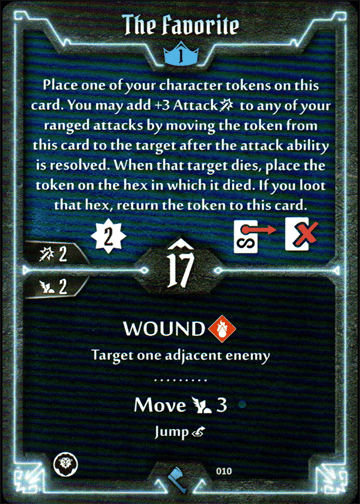 The Favorite
1
Place one of your character tokens on this
card. You may add +3 Attack to any of your
ranged attacks by moving the token from
this card to the target after the attack ability
is resolved. When that target dies, place the
token on the hex in which it died. If you loot
that hex, return the token to this card.
2
2
17
2
WOUND
Target one adjacent enemy
Move 3
Jump
010